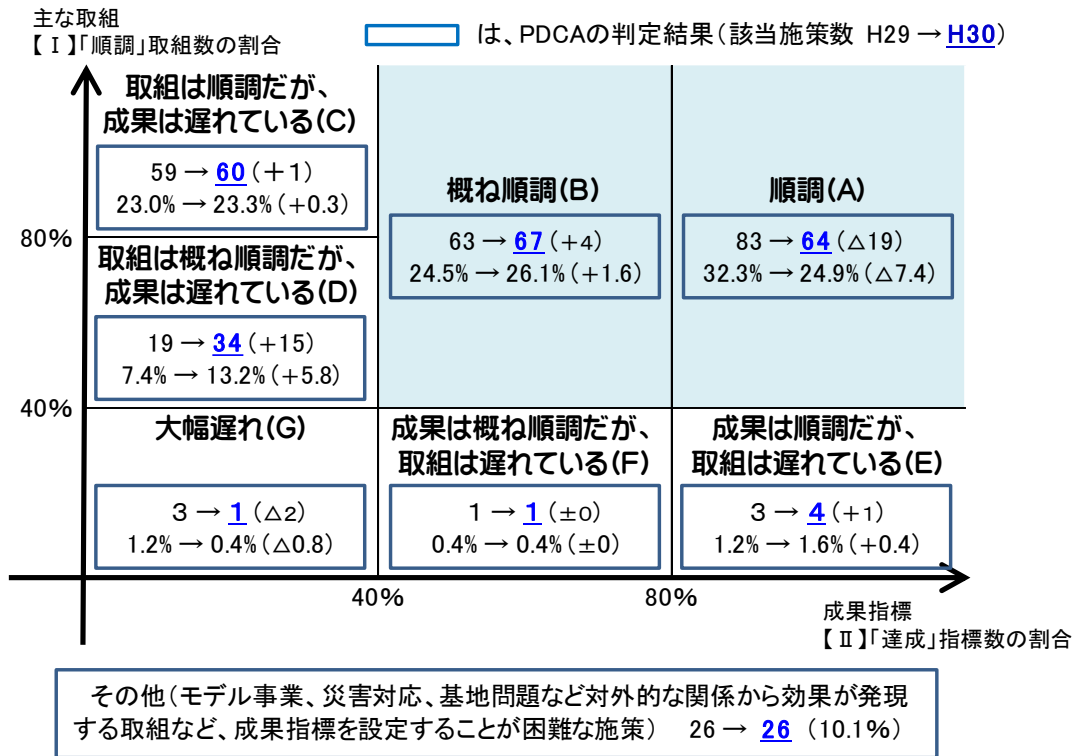 主な取組
【Ⅰ】「順調」取組数の割合
は、PDCAの判定結果(該当施策数 H29 → H30)
取組は順調だが、
成果は遅れている(C)
59 → 60 (+1)
23.0% → 23.3% (+0.3)
概ね順調(B)
63 → 67 (+4)
24.5% → 26.1% (+1.6)
順調(A)
83 → 64 (△19)
32.3% → 24.9% (△7.4)
80%
取組は概ね順調だが、
成果は遅れている(D)
19 → 34 (+15)
7.4% → 13.2% (+5.8)
40%
大幅遅れ(G)
3 → 1 (△2)
1.2% → 0.4% (△0.8)
成果は概ね順調だが、
取組は遅れている(F)
1 → 1 (±0)
0.4% → 0.4% (±0)
成果は順調だが、
取組は遅れている(E)
3 → 4 (+1)
1.2% → 1.6% (+0.4)
40%
80%
成果指標
【Ⅱ】「達成」指標数の割合
その他(モデル事業、災害対応、基地問題など対外的な関係から効果が発現
する取組など、成果指標を設定することが困難な施策) 26 → 26 (10.1%)